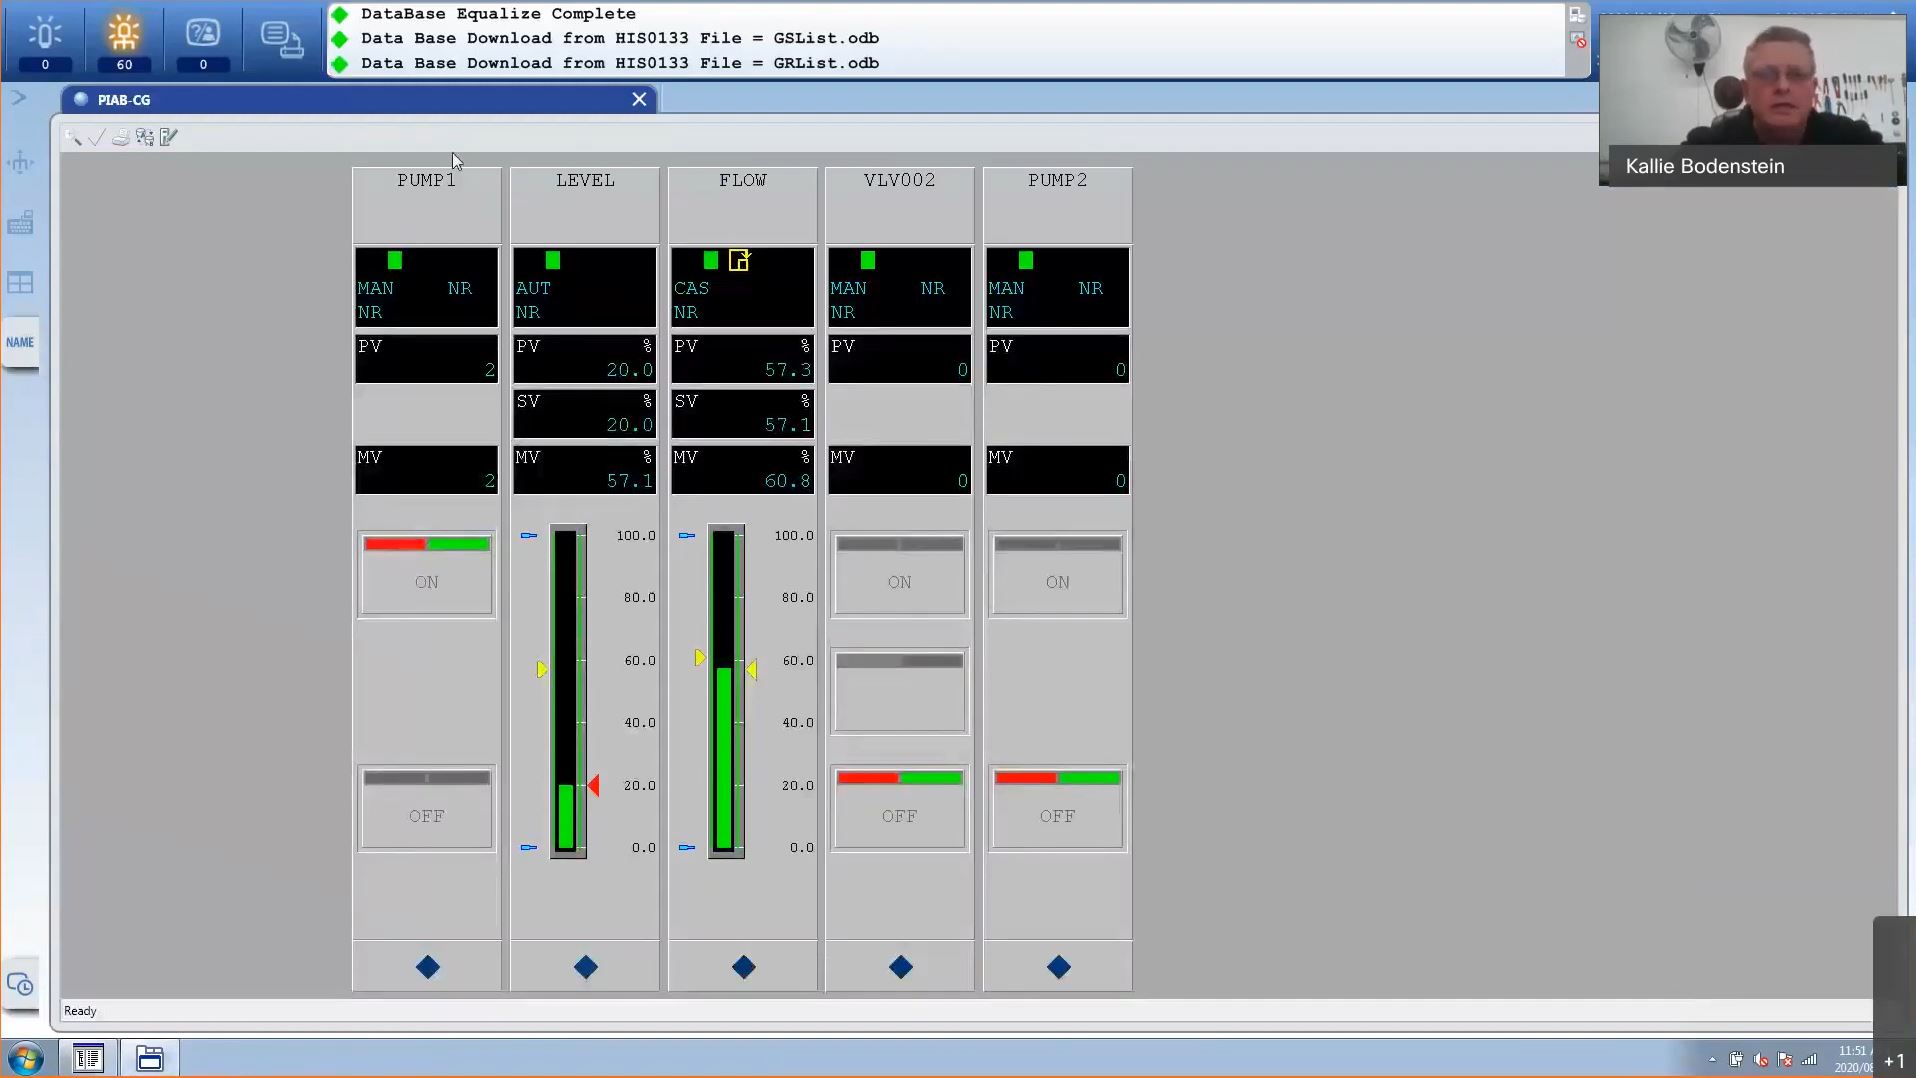 DataBase Equalize Complete
Data Base Download from HIS0133 File = GSList.odb
Data Base Download from HIS0133 File = GRList.odb
0
60
0
PIAB-CG
Kallie Bodenstein
NAME
PUMP1
MAN NR
NR
PV
2
MV
2
ON
OFF
LEVEL
AUT
NR
PV %
20.0
SV %
20.0
MV %
57.1
100.0
80.0
60.0
40.0
20.0
0.0
FLOW
CAS
NR
PV %
57.3
SV %
57.1
MV %
60.8
100.0
80.0
60.0
40.0
20.0
0.0
VLV002
MAN NR
NR
PV
0
MV
0
ON
OFF
PUMP2
MAN NR
NR
PV
0
MV
0
ON
OFF
Ready
11:51
+1